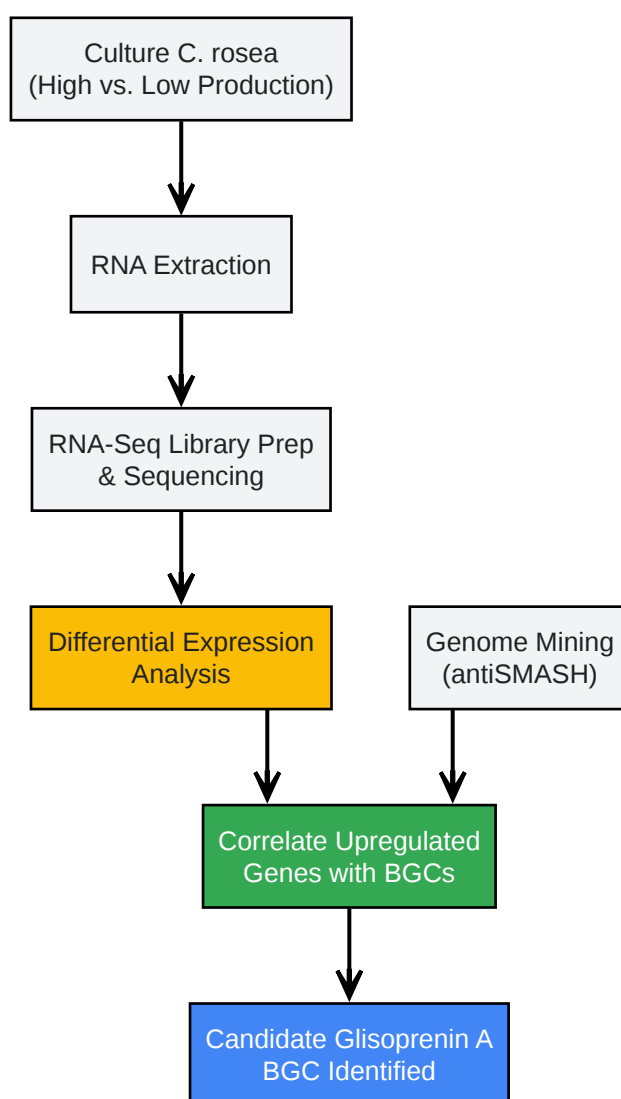 Culture C. rosea
(High vs. Low Production)
RNA Extraction
RNA-Seq Library Prep
& Sequencing
Differential Expression
Analysis
Genome Mining
(antiSMASH)
Correlate Upregulated
Genes with BGCs
Candidate Glisoprenin A
BGC Identified